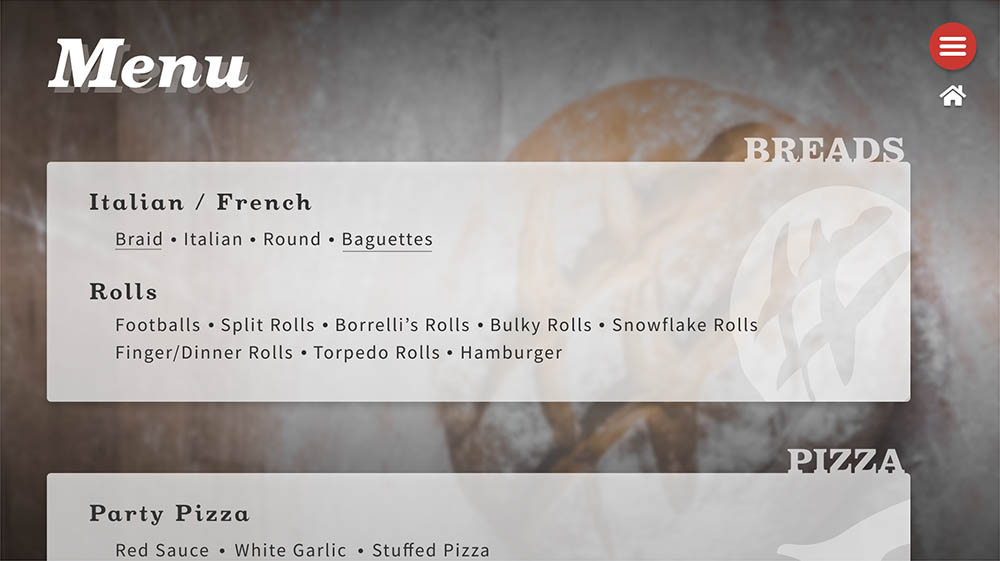 Menu
BREADS
Italian / French
Braid • Italian • Round • Baguettes
Rolls
Footballs • Split Rolls • Borrelli’s Rolls • Bulky Rolls • Snowflake Rolls
Finger/Dinner Rolls • Torpedo Rolls • Hamburger
PIZZA
Party Pizza
Red Sauce • White Garlic • Stuffed Pizza